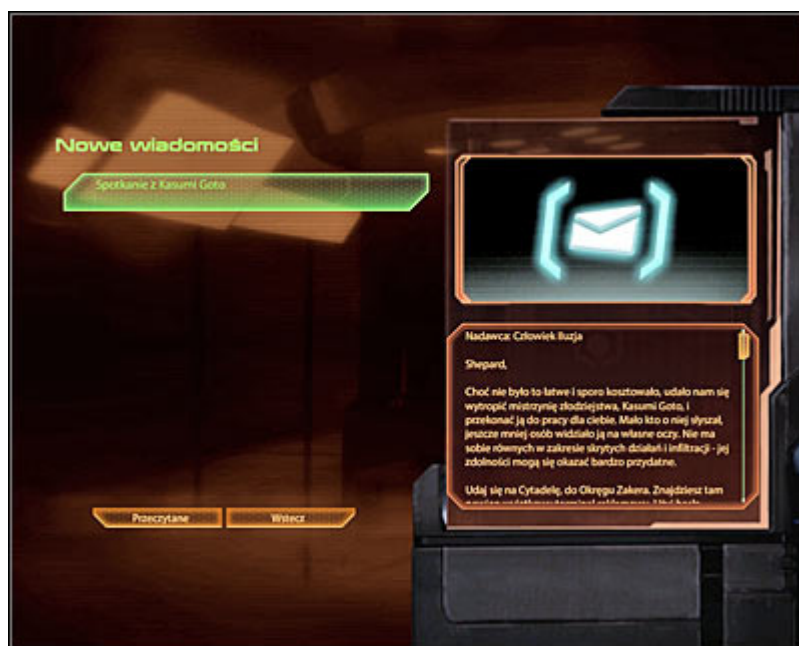 Nowe wiadomości
Spotkanie z Kasumi Goto
Nadawca: Człowiek Iluzja
Shepard,
Choć nie było to łatwe i sporo kosztowało, udało nam się
wytropić mistrzynię złodziejstwa, Kasumi Goto, i
przekonać ją do pracy dla ciebie. Mało kto o niej słyszał,
jeszcze mniej osób widziało ją na własne oczy. Nie ma
sobie równych w zakresie skrytych działań i infiltracji - jej
zdolności mogą się okazać bardzo przydatne.
Udaj się na Cytadelę, do Okręgu Zakera. Znajdziesz tam
Przeczytane
Wstecz